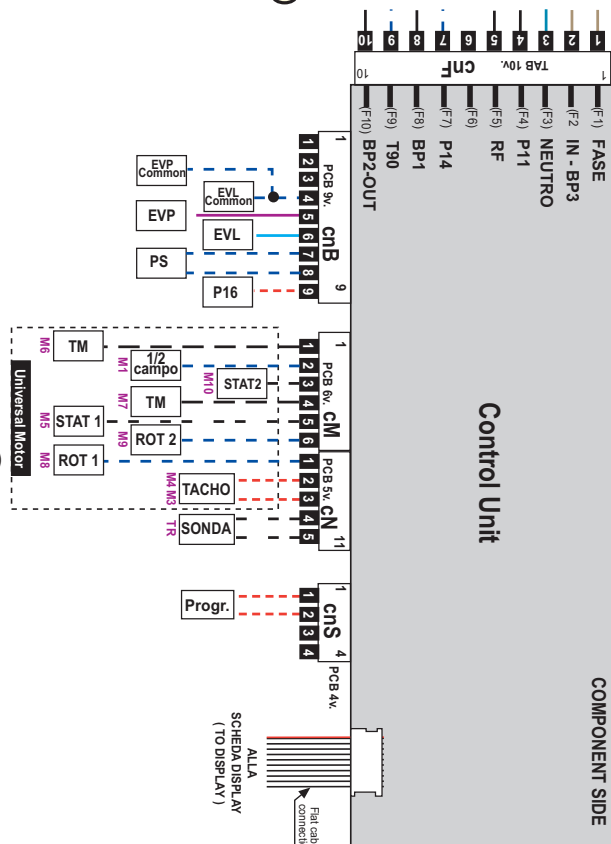 10
9
8
7
6
5
4
3
2
1
10
cnF
TAB 10v.
1
(F10)
(F9)
(F8)
(F7)
(F6)
(F5)
(F4)
(F3)
(F2
(F1)
BP2-OUT
T90
BP1
P14
RF
P11
NEUTRO
IN - BP3
FASE
Control Unit
COMPONENT SIDE
EVP
Common
EVL
Common
EVP
EVL
PS
P16
1
2
3
4
5
6
7
8
9
1
PCB 9v.
cnB
9
Universal Motor
M6
TM
M1
1/2
campo
M10
STAT2
M7
TM
M5
STAT 1
M9
ROT 2
M8
ROT 1
M4
M3
TACHO
TR
SONDA
1
2
3
4
5
6
1
PCB 6v.
cM
1
2
3
4
5
PCB 5v.
cN
11
Progr.
1
2
3
4
1
cnS
4
PCB 4v.
ALLA
SCHEDA DISPLAY
( TO DISPLAY )
Flat